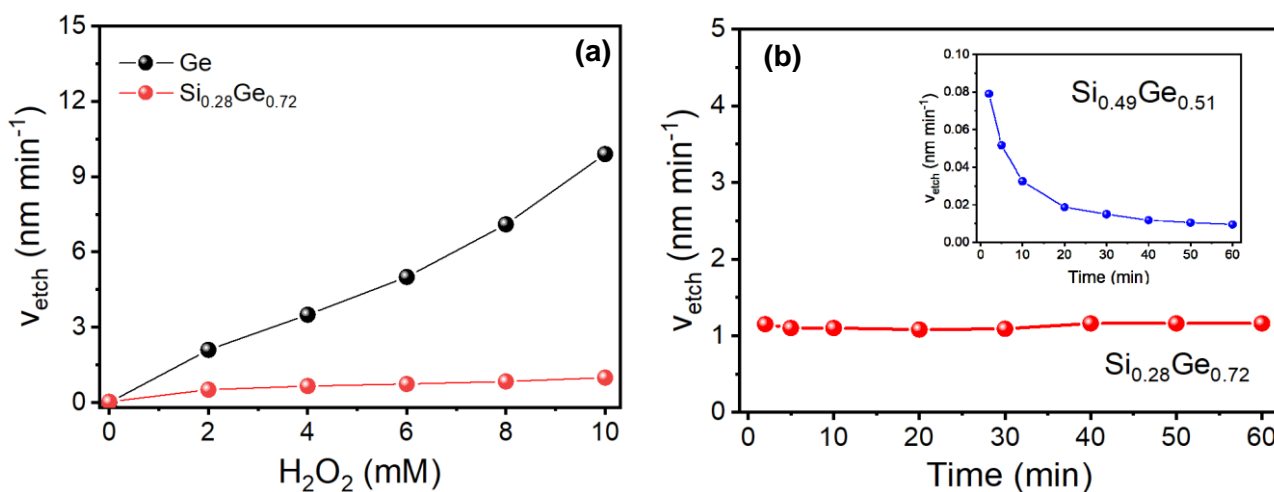 (a)
Ge
Si0.28Ge0.72
15
12
9
6
3
0
vetch (nm min-1)
0 2 4 6 8 10
H2O2 (mM)
(b)
5
4
3
2
1
0
vetch (nm min-1)
0 10 20 30 40 50 60
Time (min)
Si0.28Ge0.72
Si0.49Ge0.51
0.10
0.08
0.06
0.04
0.02
0.00
vetch (nm min-1)
0 10 20 30 40 50 60
Time (min)